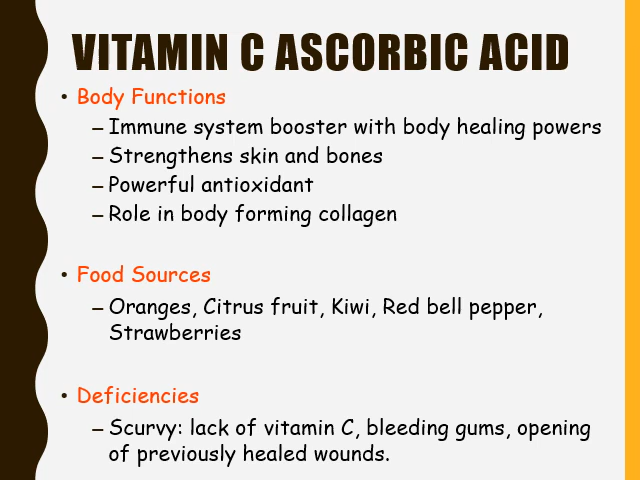 VITAMIN C ASCORBIC ACID
• Body Functions
– Immune system booster with body healing powers
– Strengthens skin and bones
– Powerful antioxidant
– Role in body forming collagen
• Food Sources
– Oranges, Citrus fruit, Kiwi, Red bell pepper,
Strawberries
• Deficiencies
– Scurvy: lack of vitamin C, bleeding gums, opening
of previously healed wounds.